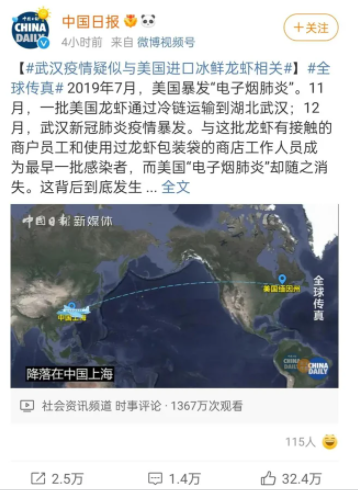 中国日报
CHINA DAILY
4小时前 来自 微博视频号
+关注
【#武汉疫情疑似与美国进口冰鲜龙虾相关#】#全
球传真# 2019年7月，美国暴发“电子烟肺炎”。11
月，一批美国龙虾通过冷链运输到湖北武汉；12
月，武汉新冠肺炎疫情暴发。与这批龙虾有接触的
商户员工和使用过龙虾包装袋的商店工作人员成
为最早一批感染者，而美国“电子烟肺炎”却随之消
失。这背后到底发生 ... 全文
中国日报 新媒体
美国缅因州
中国上海
全球传真
CHINA DAILY
降落在中国上海
社会资讯频道 时事评论 · 1367万次观看
115人
2.5万
1.4万
32.4万